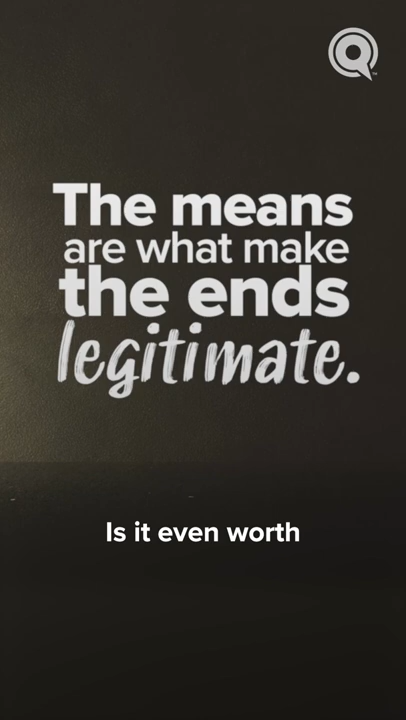 The means
are what make
the ends
legitimate.
Is it even worth